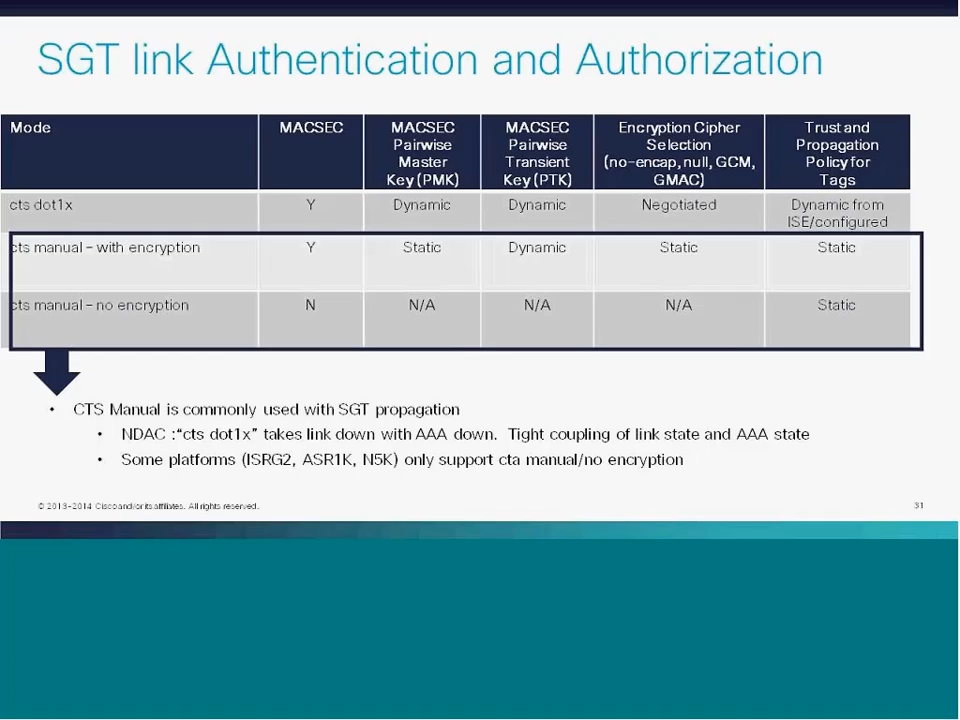 SGT link Authentication and Authorization
Mode
MACSEC
MACSEC
Pairwise
Master
Key (PMK)
MACSEC
Pairwise
Transient
Key (PTK)
Encryption Cipher
Selection
(no-encap, null, GCM,
GMAC)
Trust and
Propagation
Policy for
Tags
cts dot1x
Y
Dynamic
Dynamic
Negotiated
Dynamic from
ISE/configured
cts manual – with encryption
Y
Static
Dynamic
Static
Static
cts manual – no encryption
N
N/A
N/A
N/A
Static
• CTS Manual is commonly used with SGT propagation
• NDAC :“cts dot1x” takes link down with AAA down. Tight coupling of link state and AAA state
• Some platforms (ISRG2, ASR1K, N5K) only support cta manual/no encryption
© 2013-2014 Cisco and/or its affiliates. All rights reserved.
31